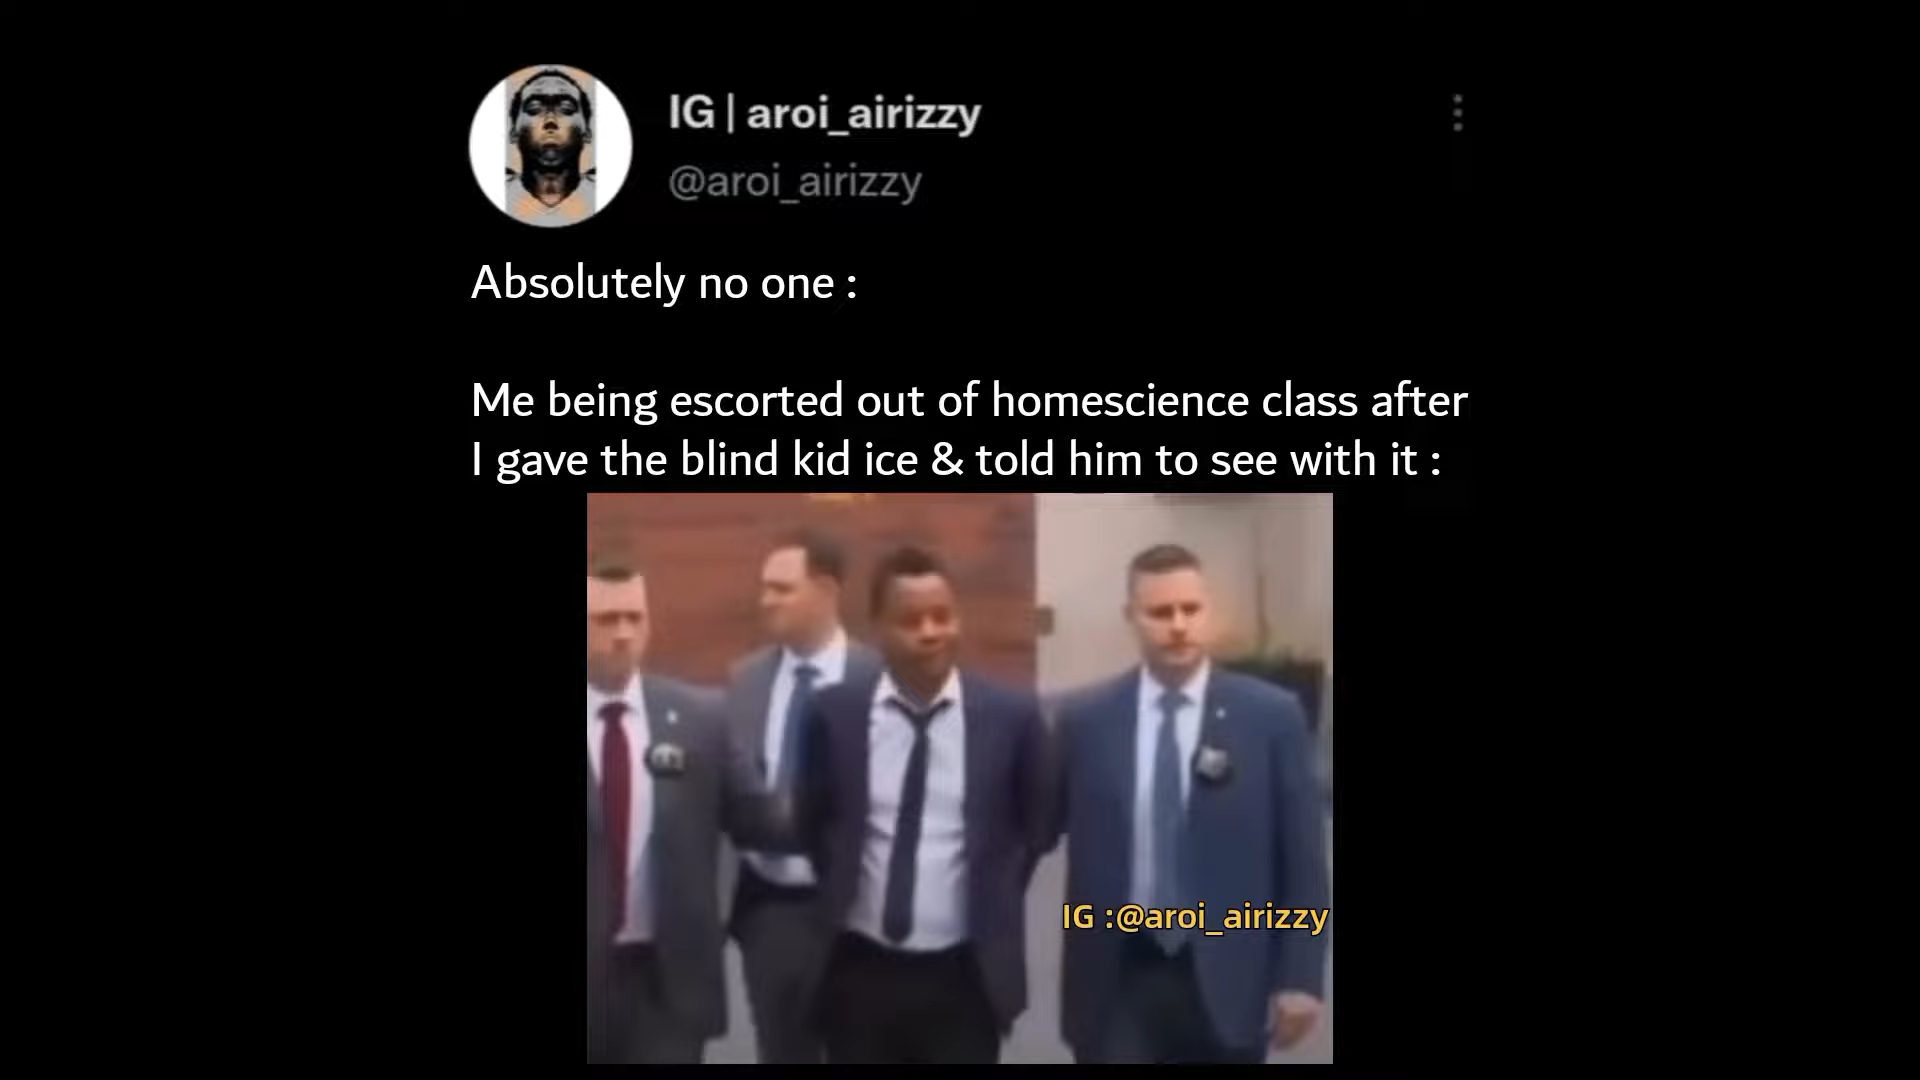 IG | aroi_airizzy
@aroi_airizzy
Absolutely no one :
Me being escorted out of homescience class after
I gave the blind kid ice & told him to see with it :
IG :@aroi_airizzy